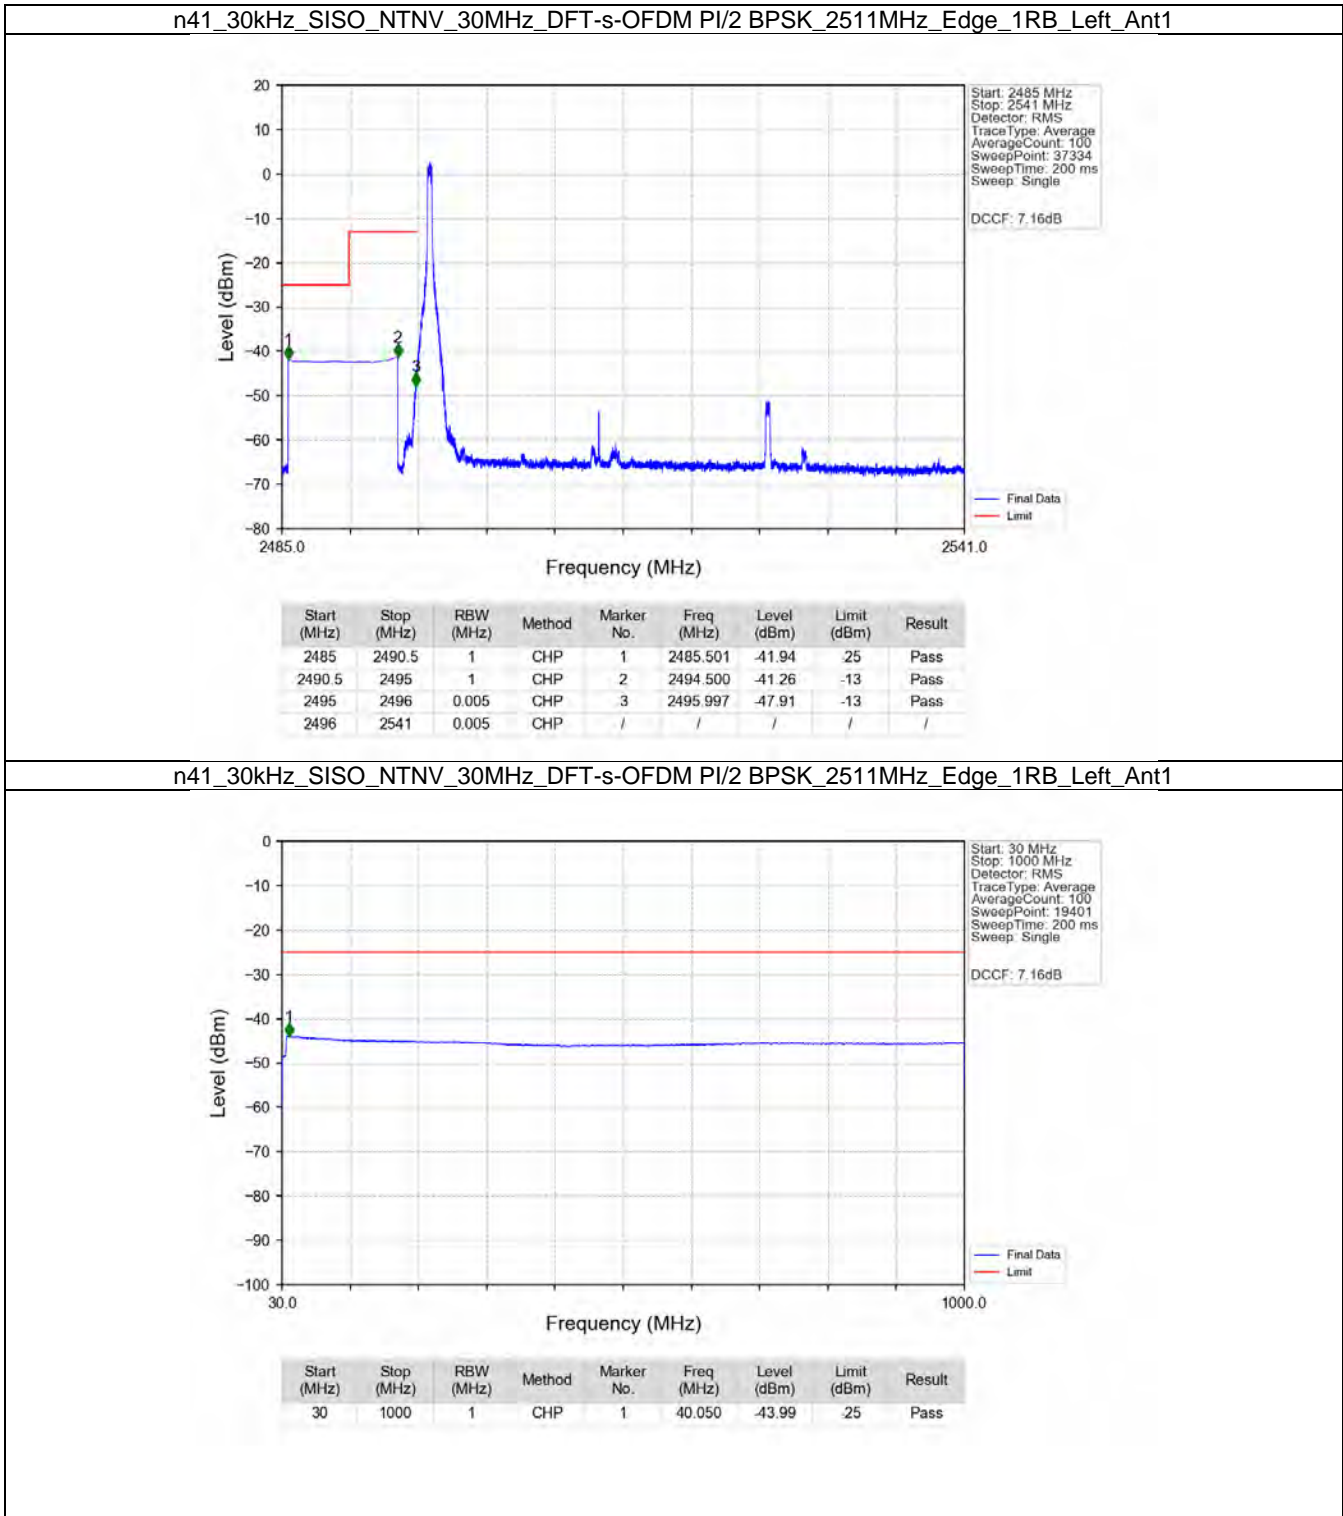 n41_30kHz_SISO_NTNV_30MHz_DFT-s-OFDM PI/2 BPSK_2511MHz_Edge_1RB_Left_Ant1
20
10
0
−10
−20
−30
−40
−50
−60
−70
−80
Level (dBm)
1
2
3
2485.0
2541.0
Frequency (MHz)
Start: 2485 MHz
Stop: 2541 MHz
Detector: RMS
TraceType: Average
AverageCount: 100
SweepPoint: 37334
SweepTime: 200 ms
Sweep: Single
DCCF: 7.16dB
Final Data
Limit
Start (MHz) Stop (MHz) RBW (MHz) Method Marker No. Freq (MHz) Level (dBm) Limit (dBm) Result
2485 2490.5 1 CHP 1 2485.501 -41.94 -25 Pass
2490.5 2495 1 CHP 2 2494.500 -41.26 -13 Pass
2495 2496 0.005 CHP 3 2495.997 -47.91 -13 Pass
2496 2541 0.005 CHP / / / / /
n41_30kHz_SISO_NTNV_30MHz_DFT-s-OFDM PI/2 BPSK_2511MHz_Edge_1RB_Left_Ant1
0
−10
−20
−30
−40
−50
−60
−70
−80
−90
−100
Level (dBm)
1
30.0
1000.0
Frequency (MHz)
Start: 30 MHz
Stop: 1000 MHz
Detector: RMS
TraceType: Average
AverageCount: 100
SweepPoint: 19401
SweepTime: 200 ms
Sweep: Single
DCCF: 7.16dB
Final Data
Limit
Start (MHz) Stop (MHz) RBW (MHz) Method Marker No. Freq (MHz) Level (dBm) Limit (dBm) Result
30 1000 1 CHP 1 40.050 -43.99 -25 Pass